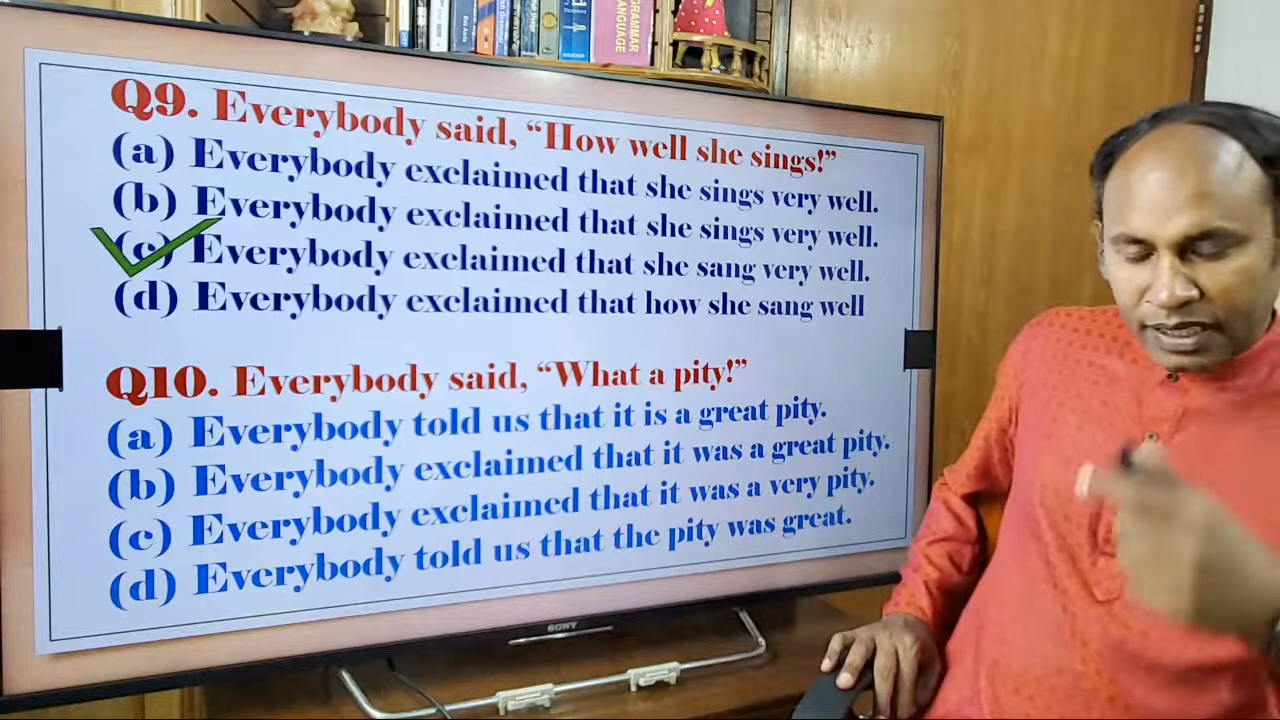 GRAMMAR
LANGUAGE
Q9. Everybody said, “How well she sings!”
(a) Everybody exclaimed that she sings very well.
(b) Everybody exclaimed that she sings very well.
(c) Everybody exclaimed that she sang very well.
(d) Everybody exclaimed that how she sang well
Q10. Everybody said, “What a pity!”
(a) Everybody told us that it is a great pity.
(b) Everybody exclaimed that it was a great pity.
(c) Everybody exclaimed that it was a very pity.
(d) Everybody told us that the pity was great.
SONY